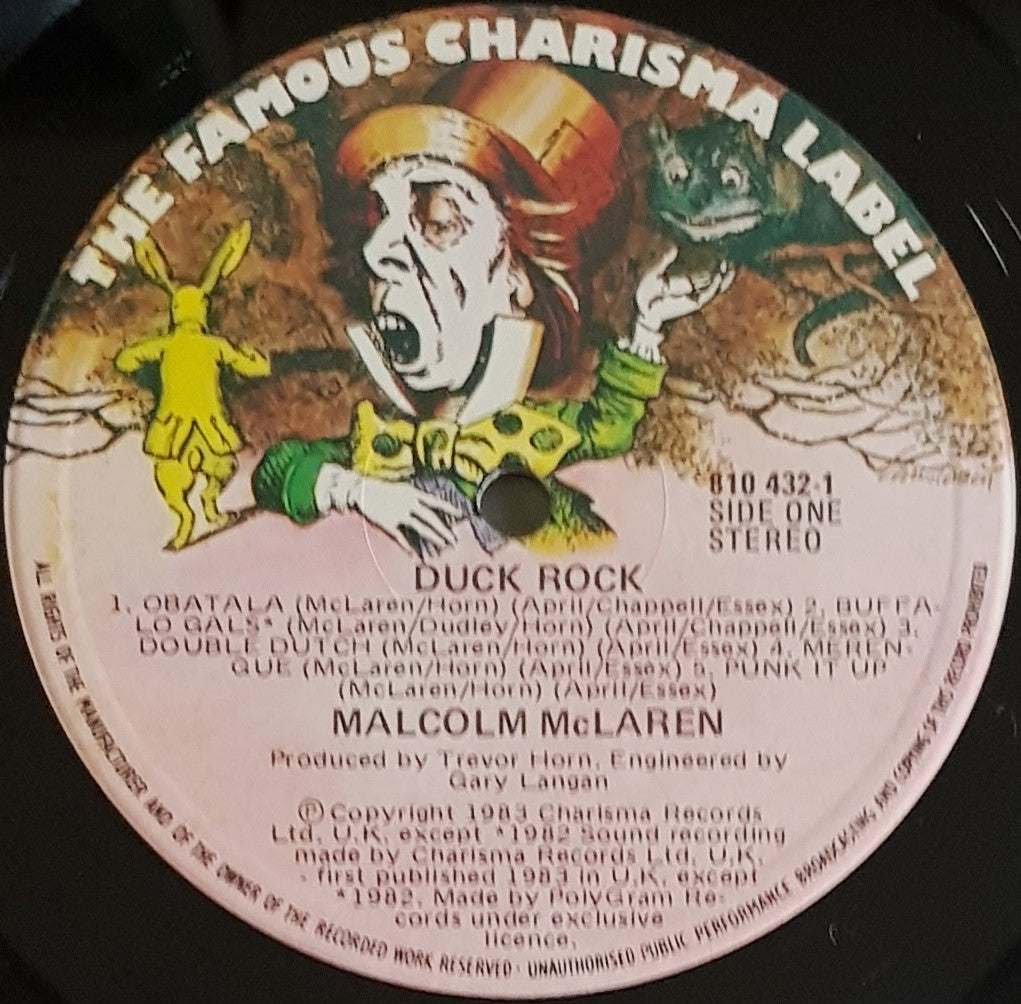 THE FAMOUS CHARISMA LABEL
810 432-1
SIDE ONE
STEREO
DUCK ROCK
1. OBATALA (McLaren/Horn) (April/Chappell/Essex) 2. BUFFA-
LO GALS* (McLaren/Dudley/Horn) (April/Chappell/Essex) 3.
DOUBLE DUTCH (McLaren/Horn) (April/Essex) 4. MEREN-
GUE (McLaren/Horn) (April/Essex) 5. PUNK IT UP
(McLaren/Horn) (April/Essex)
MALCOLM McLAREN
Produced by Trevor Horn. Engineered by
Gary Langan
Ⓟ Copyright 1983 Charisma Records
Ltd. U.K. except *1982 Sound recording
made by Charisma Records Ltd. U.K.
- first published 1983 in U.K. except
*1982. Made by PolyGram Re-
cords under exclusive
licence.
ALL RIGHTS OF THE MANUFACTURER AND OF THE OWNER OF THE RECORDED WORK RESERVED · UNAUTHORISED PUBLIC PERFORMANCE BROADCASTING AND COPYING OF THIS RECORD PROHIBITED